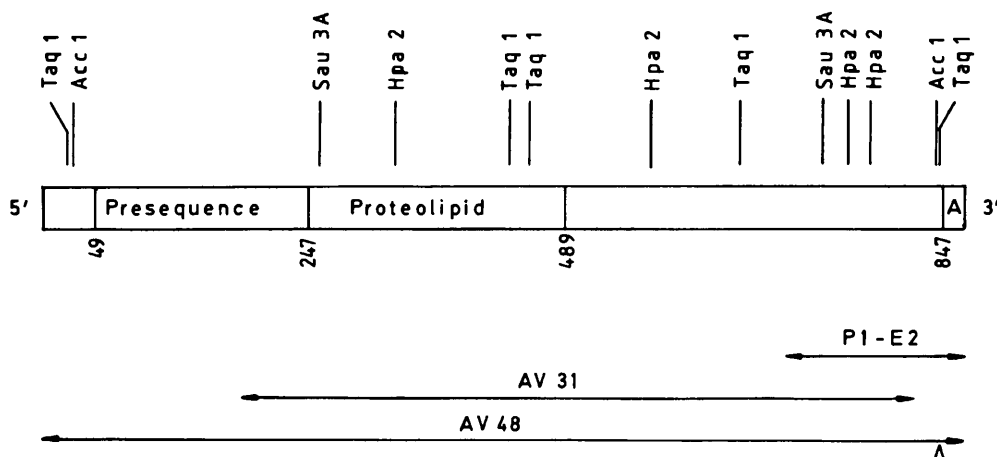 Taq 1
Acc 1
Sau 3A
Hpa 2
Taq 1
Taq 1
Hpa 2
Taq 1
Sau 3A
Hpa 2
Hpa 2
Acc 1
Taq 1
5' Presequence Proteolipid A 3'
49 247 489 847
P1-E2
AV 31
AV 48